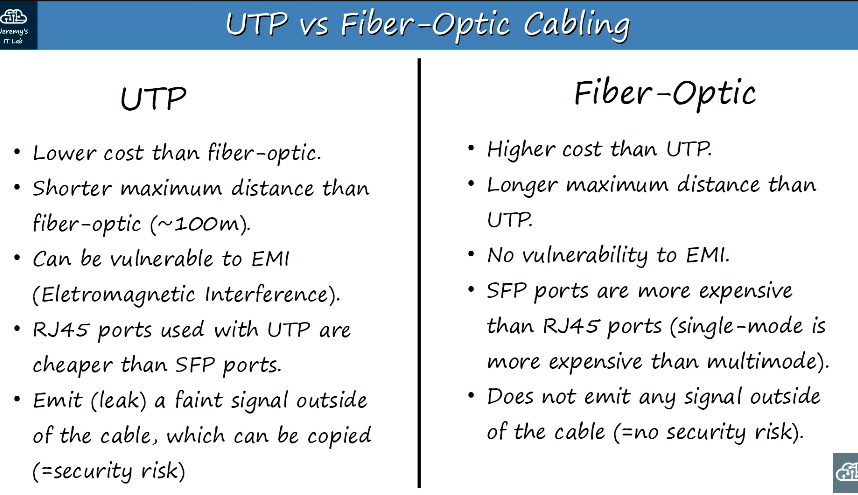 Jeremy's
IT Lab
UTP vs Fiber-Optic Cabling
UTP
• Lower cost than fiber-optic.
• Shorter maximum distance than
fiber-optic (~100m).
• Can be vulnerable to EMI
(Eletromagnetic Interference).
• RJ45 ports used with UTP are
cheaper than SFP ports.
• Emit (leak) a faint signal outside
of the cable, which can be copied
(=security risk)
Fiber-Optic
• Higher cost than UTP.
• Longer maximum distance than
UTP.
• No vulnerability to EMI.
• SFP ports are more expensive
than RJ45 ports (single-mode is
more expensive than multimode).
• Does not emit any signal outside
of the cable (=no security risk).